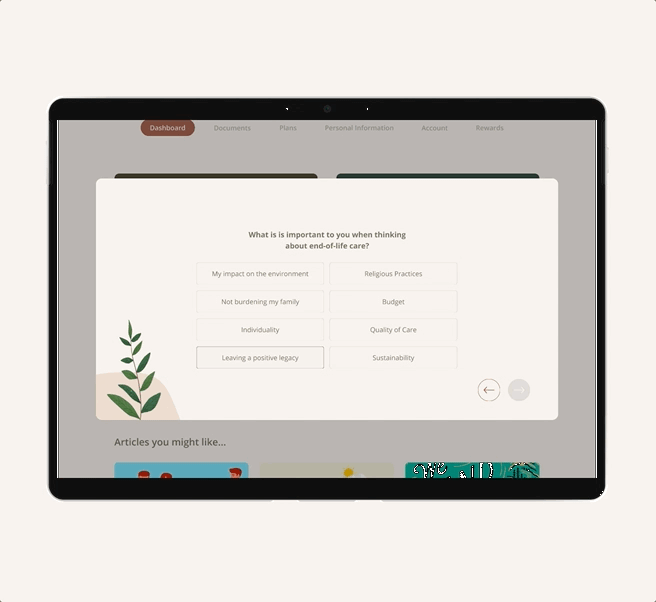 Dashboard
Documents
Plans
Personal Information
Account
Rewards
What is is important to you when thinking
about end-of-life care?
My impact on the environment
Religious Practices
Not burdening my family
Budget
Individuality
Quality of Care
Leaving a positive legacy
Sustainability
Articles you might like...